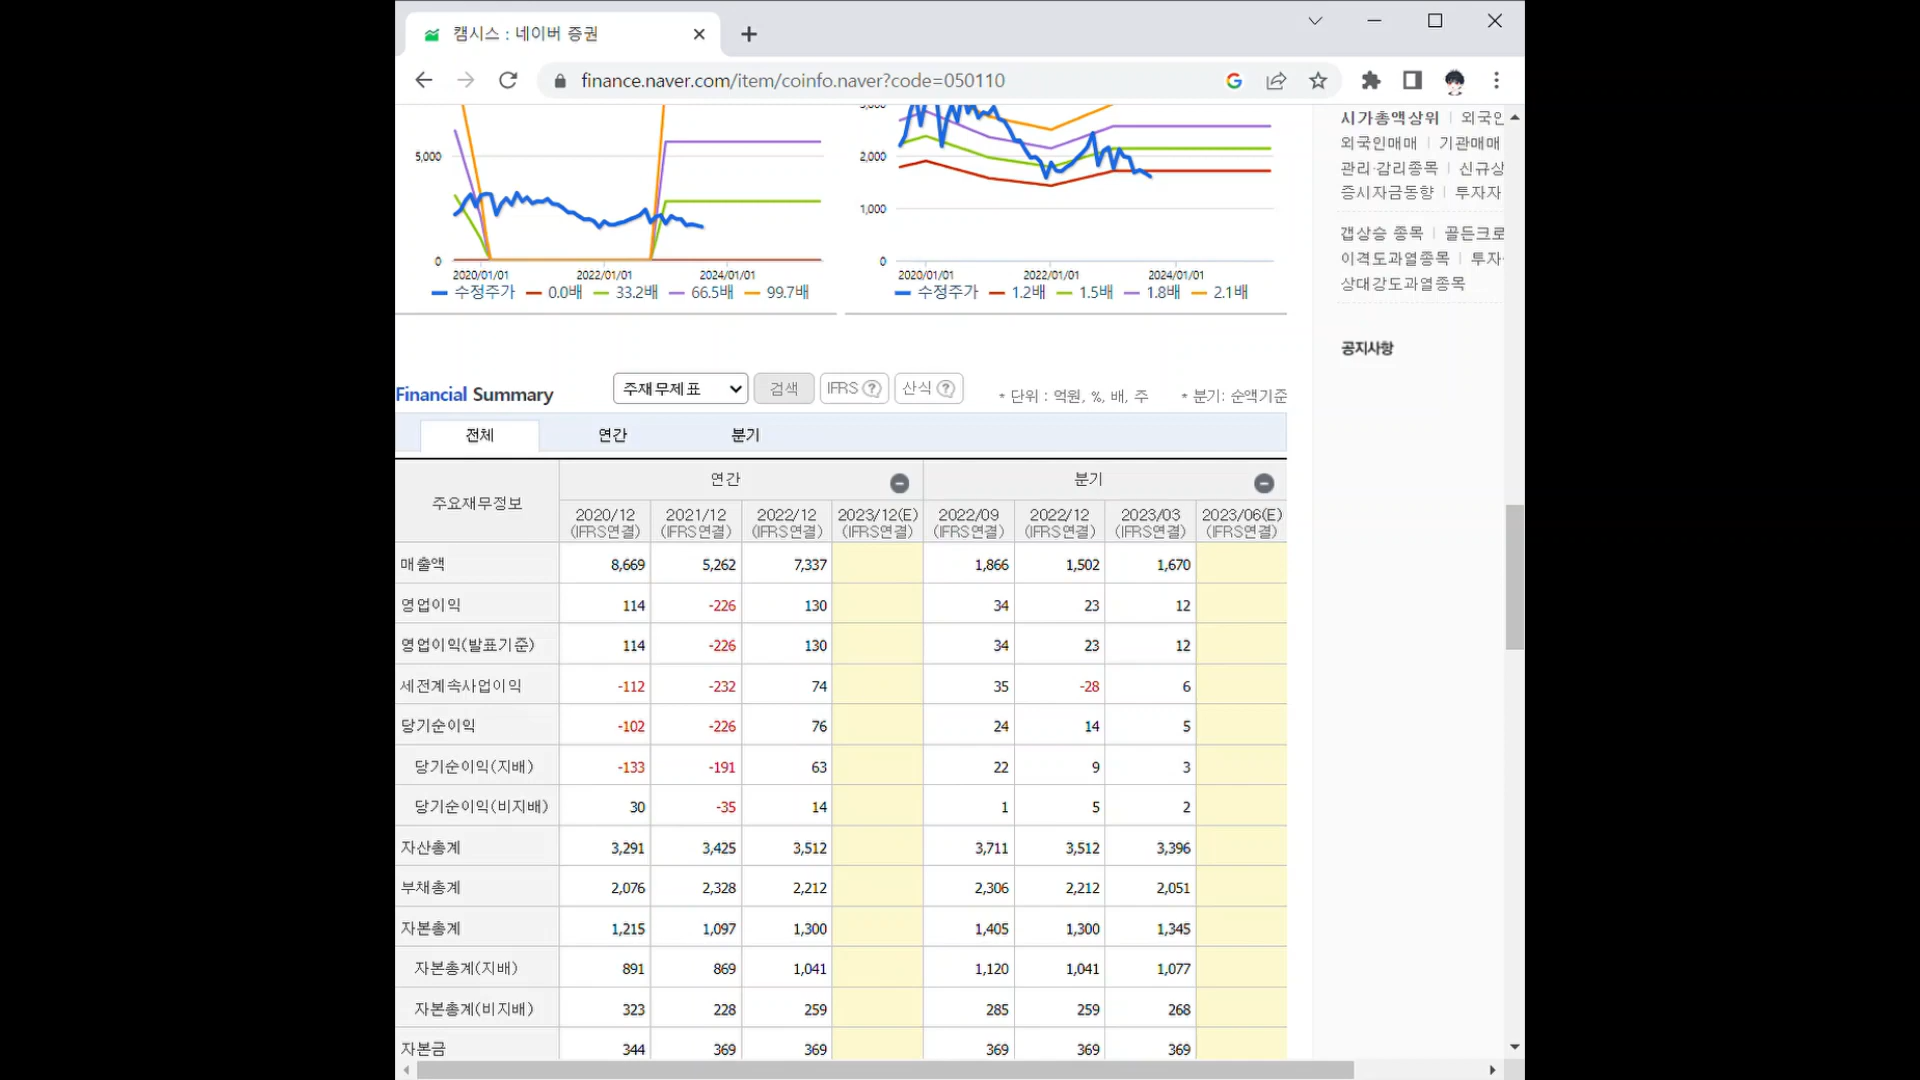 캠시스 : 네이버 증권
finance.naver.com/item/coinfo.naver?code=050110
5,000
0
2020/01/01 2022/01/01 2024/01/01
수정주가 0.0배 33.2배 66.5배 99.7배
2,000
1,000
0
2020/01/01 2022/01/01 2024/01/01
수정주가 1.2배 1.5배 1.8배 2.1배
시가총액상위 외국인
외국인매매 기관매매
관리·감리종목 신규상
증시자금동향 투자자
갭상승 종목 골든크로
이격도과열종목 투자
상대강도과열종목
공지사항
Financial Summary 주재무제표 검색 IFRS ? 산식 ? * 단위 : 억원, %, 배, 주 * 분기: 순액기준
전체 연간 분기
주요재무정보 연간 분기
2020/12 2021/12 2022/12 2023/12(E) 2022/09 2022/12 2023/03 2023/06(E)
(IFRS연결) (IFRS연결) (IFRS연결) (IFRS연결) (IFRS연결) (IFRS연결) (IFRS연결) (IFRS연결)
매출액 8,669 5,262 7,337 1,866 1,502 1,670
영업이익 114 -226 130 34 23 12
영업이익(발표기준) 114 -226 130 34 23 12
세전계속사업이익 -112 -232 74 35 -28 6
당기순이익 -102 -226 76 24 14 5
당기순이익(지배) -133 -191 63 22 9 3
당기순이익(비지배) 30 -35 14 1 5 2
자산총계 3,291 3,425 3,512 3,711 3,512 3,396
부채총계 2,076 2,328 2,212 2,306 2,212 2,051
자본총계 1,215 1,097 1,300 1,405 1,300 1,345
자본총계(지배) 891 869 1,041 1,120 1,041 1,077
자본총계(비지배) 323 228 259 285 259 268
자본금 344 369 369 369 369 369